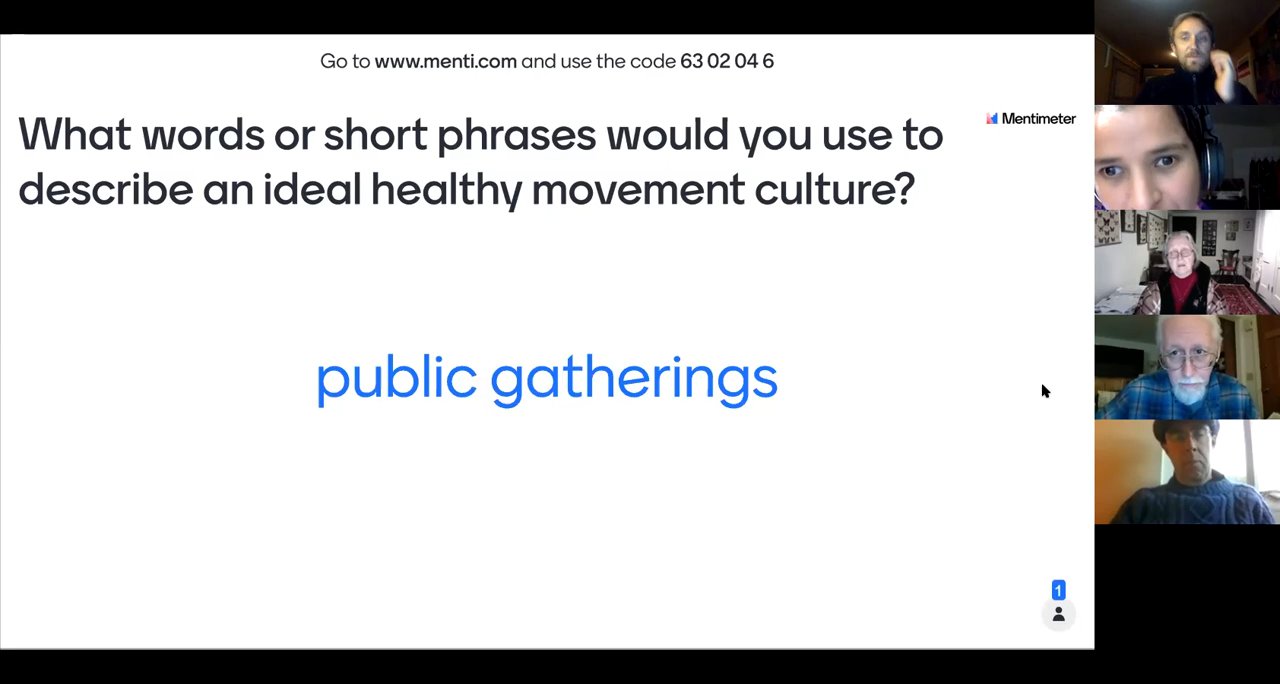 Go to www.menti.com and use the code 63 02 04 6
What words or short phrases would you use to
describe an ideal healthy movement culture?
Mentimeter
public gatherings
1